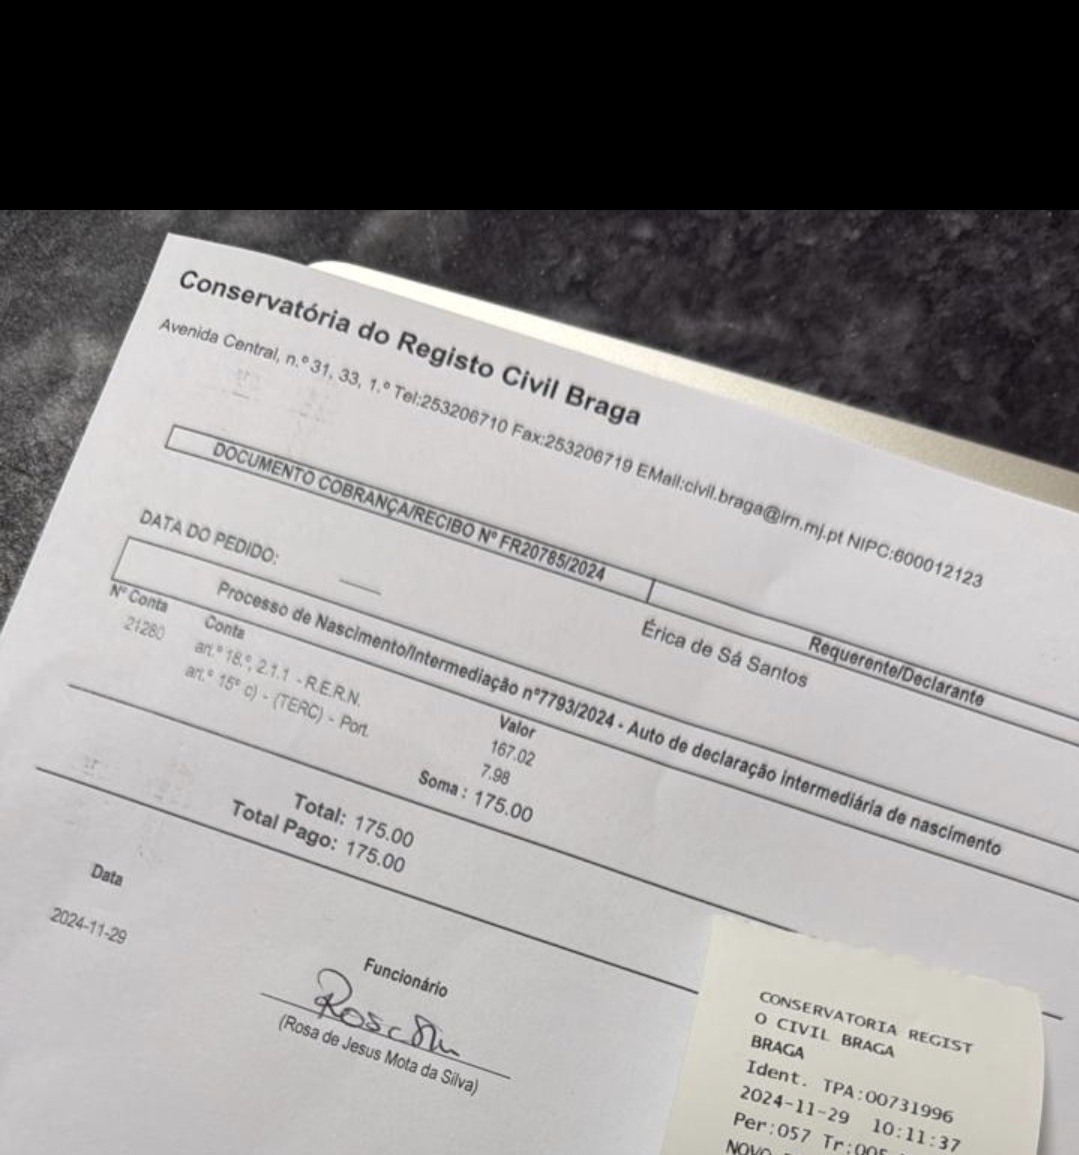 Conservatória do Registo Civil Braga
Avenida Central, n.º 31, 33, 1.º Tel:253206710 Fax:253206719 EMail:civil.braga@irn.mj.pt NIPC:600012123
DOCUMENTO COBRANÇA/RECIBO Nº FR20785/2024
Requerente/Declarante
DATA DO PEDIDO:
Érica de Sá Santos
Processo de Nascimento/Intermediação nº7793/2024 - Auto de declaração intermediária de nascimento
Nº Conta Conta Valor
21280 art.º 18.º, 2.1.1 - R.E.R.N. 167.02
art.º 15º c) - (TERC) - Port. 7.98
Soma : 175.00
Total: 175.00
Total Pago: 175.00
Data
2024-11-29
Funcionário
(Rosa de Jesus Mota da Silva)
CONSERVATORIA REGIST
O CIVIL BRAGA
BRAGA
Ident. TPA:00731996
2024-11-29 10:11:37
Per:057 Tr:005